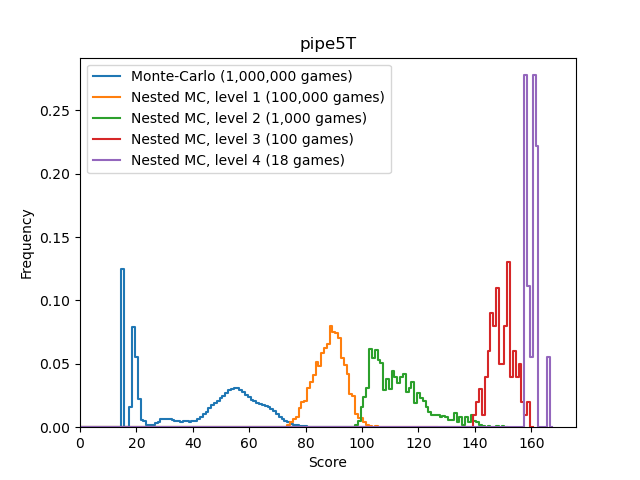 pipe5T
Monte-Carlo (1,000,000 games)
Nested MC, level 1 (100,000 games)
Nested MC, level 2 (1,000 games)
Nested MC, level 3 (100 games)
Nested MC, level 4 (18 games)
Frequency
0.25
0.20
0.15
0.10
0.05
0.00
0 20 40 60 80 100 120 140 160
Score